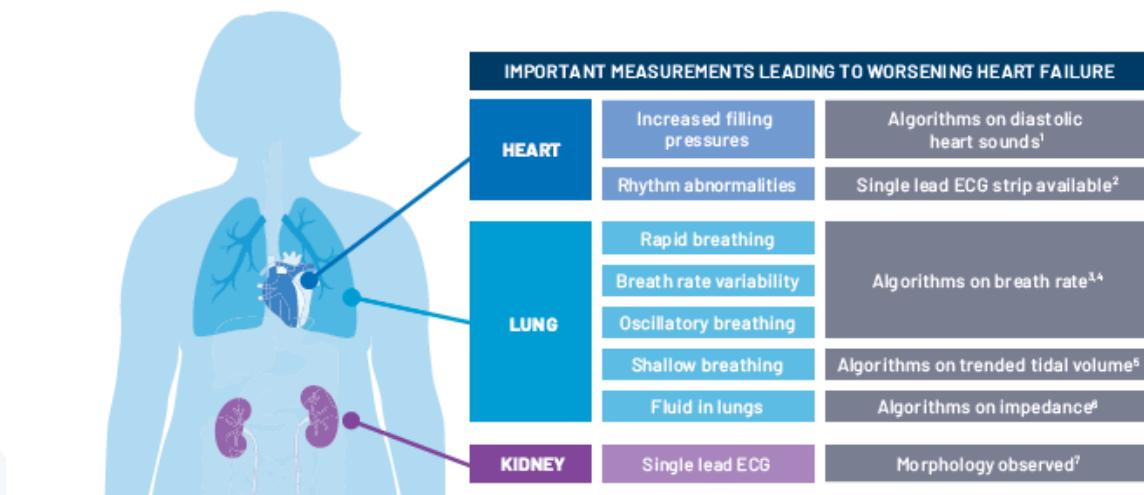 IMPORTANT MEASUREMENTS LEADING TO WORSENING HEART FAILURE
HEART
Increased filling
pressures
Algorithms on diastolic
heart sounds¹
Rhythm abnormalities
Single lead ECG strip available²
LUNG
Rapid breathing
Breath rate variability
Oscillatory breathing
Algorithms on breath rate³,⁴
Shallow breathing
Algorithms on trended tidal volume⁵
Fluid in lungs
Algorithms on impedance⁶
KIDNEY
Single lead ECG
Morphology observed⁷